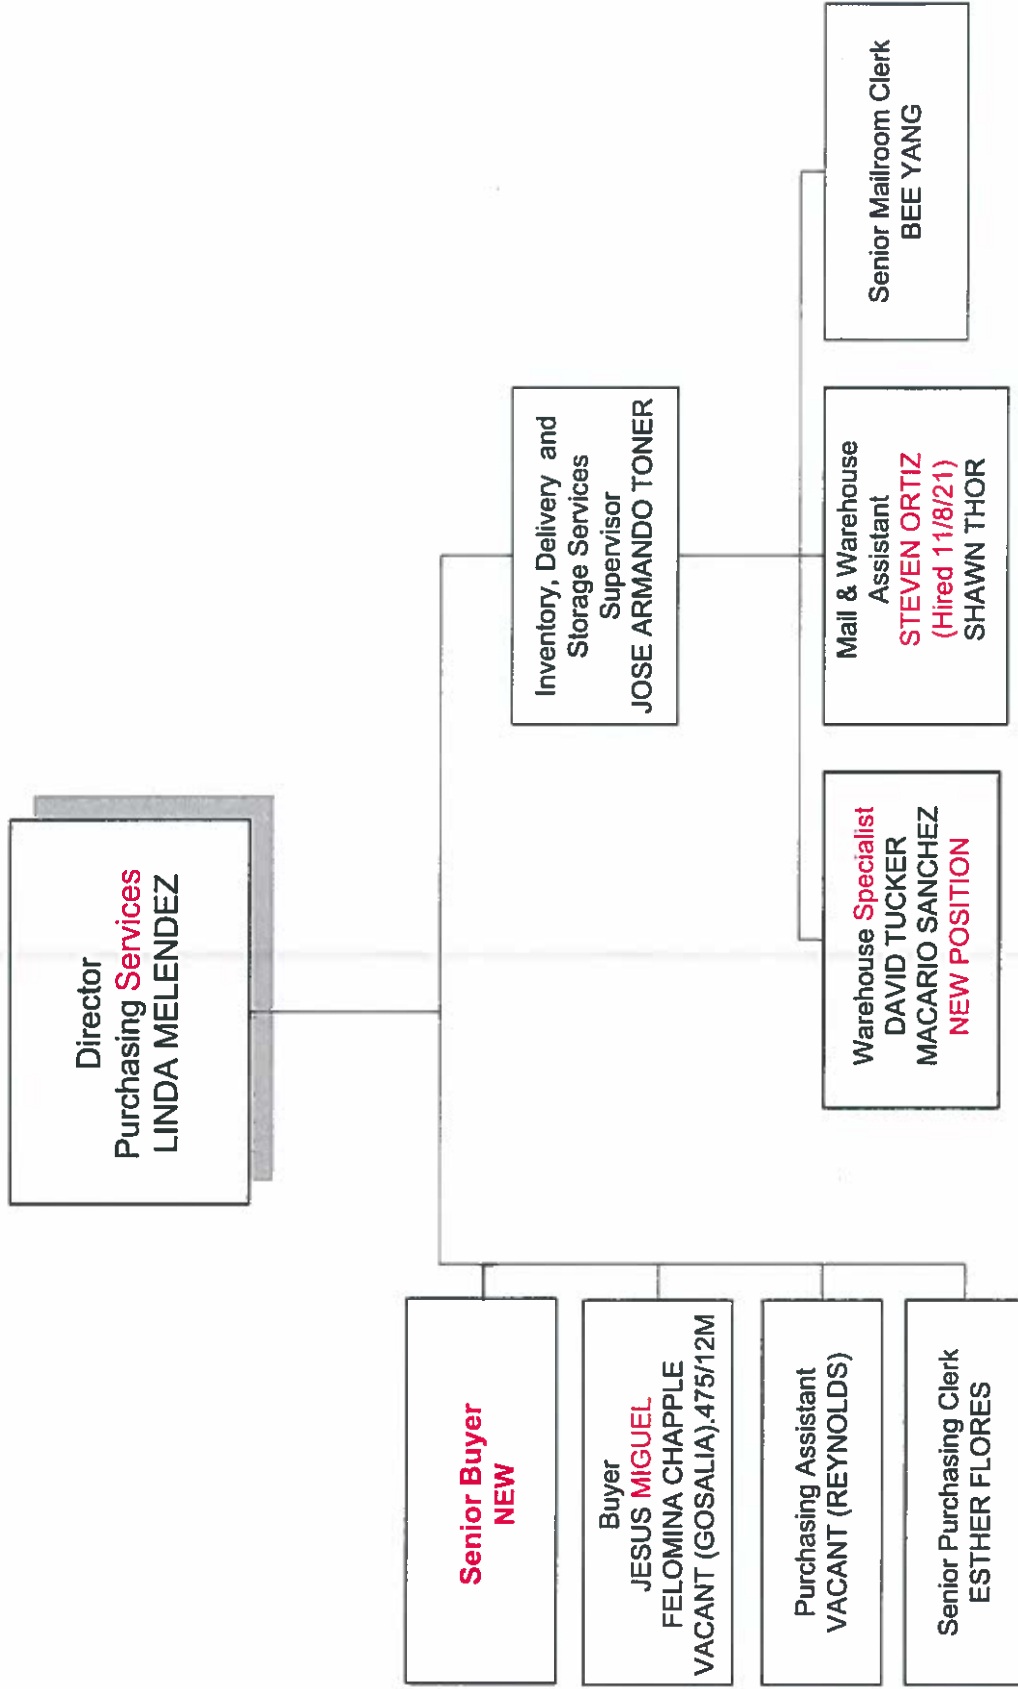 Director
Purchasing Services
LINDA MELENDEZ
Senior Buyer
NEW
Buyer
JESUS MIGUEL
FELOMINA CHAPPLE
VACANT (GOSALIA).475/12M
Purchasing Assistant
VACANT (REYNOLDS)
Senior Purchasing Clerk
ESTHER FLORES
Inventory, Delivery and
Storage Services
Supervisor
JOSE ARMANDO TONER
Warehouse Specialist
DAVID TUCKER
MACARIO SANCHEZ
NEW POSITION
Mail & Warehouse
Assistant
STEVEN ORTIZ
(Hired 11/8/21)
SHAWN THOR
Senior Mailroom Clerk
BEE YANG